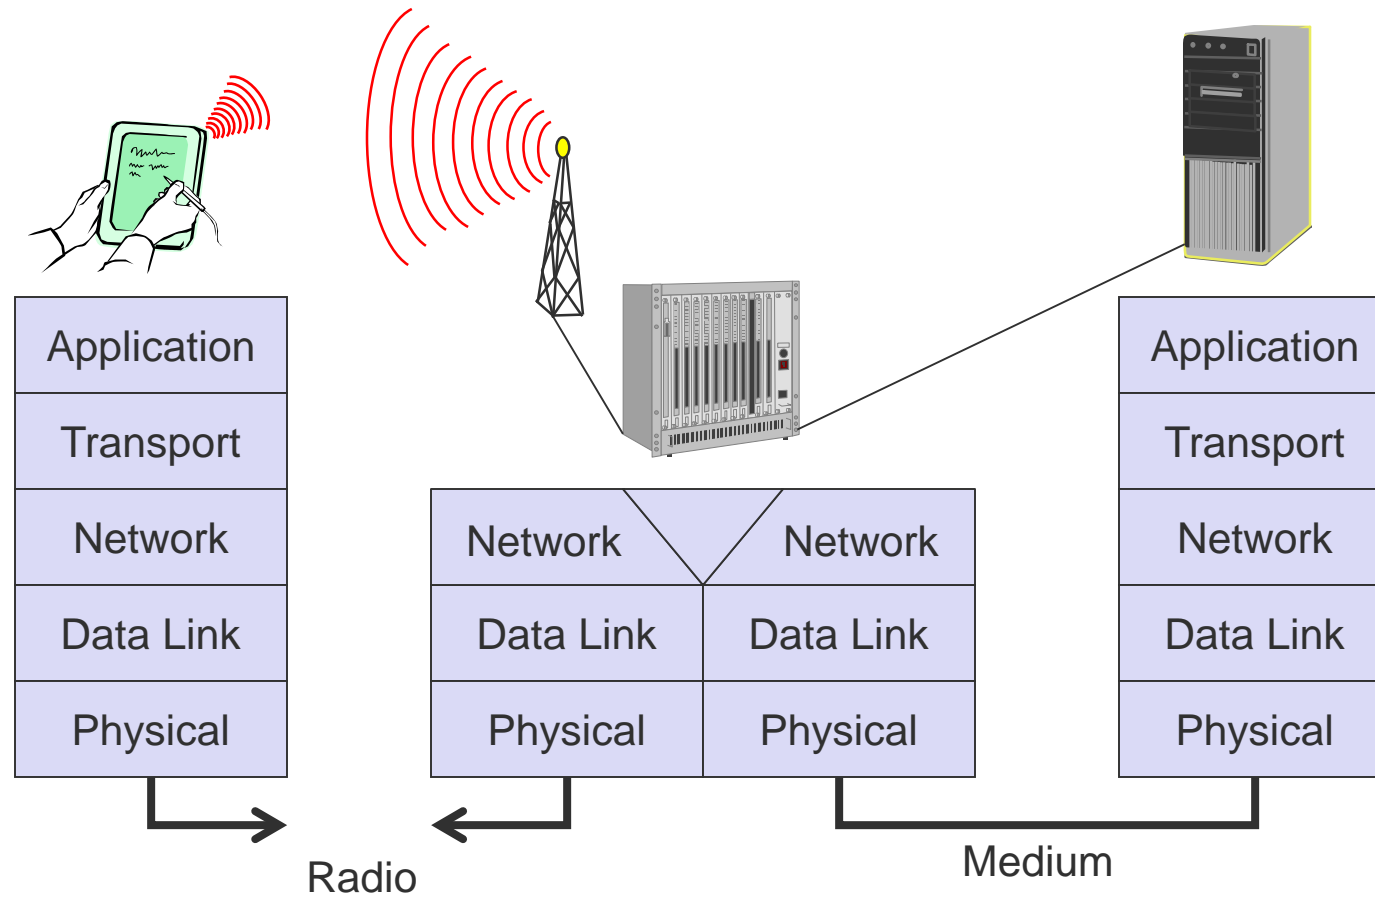 Application
Transport
Network
Data Link
Physical
Network
Network
Data Link
Data Link
Physical
Physical
Application
Transport
Network
Data Link
Physical
Radio
Medium